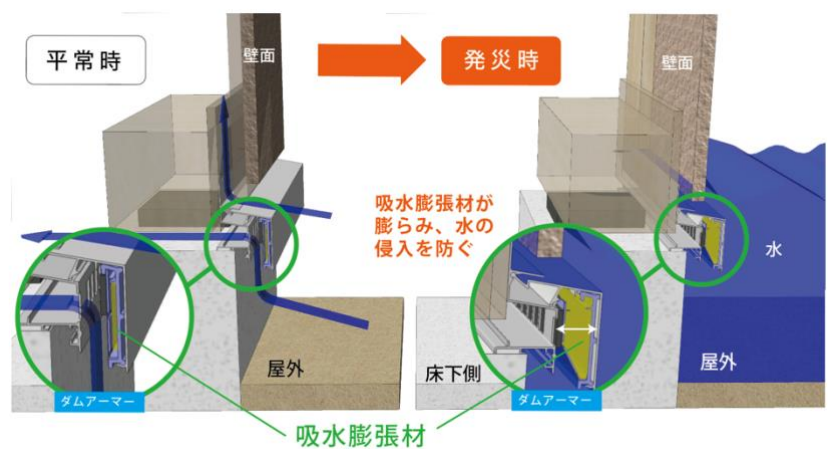 平常時
壁面
発災時
壁面
吸水膨張材が
膨らみ、水の
侵入を防ぐ
水
屋外
床下側
屋外
ダムアーマー
ダムアーマー
吸水膨張材